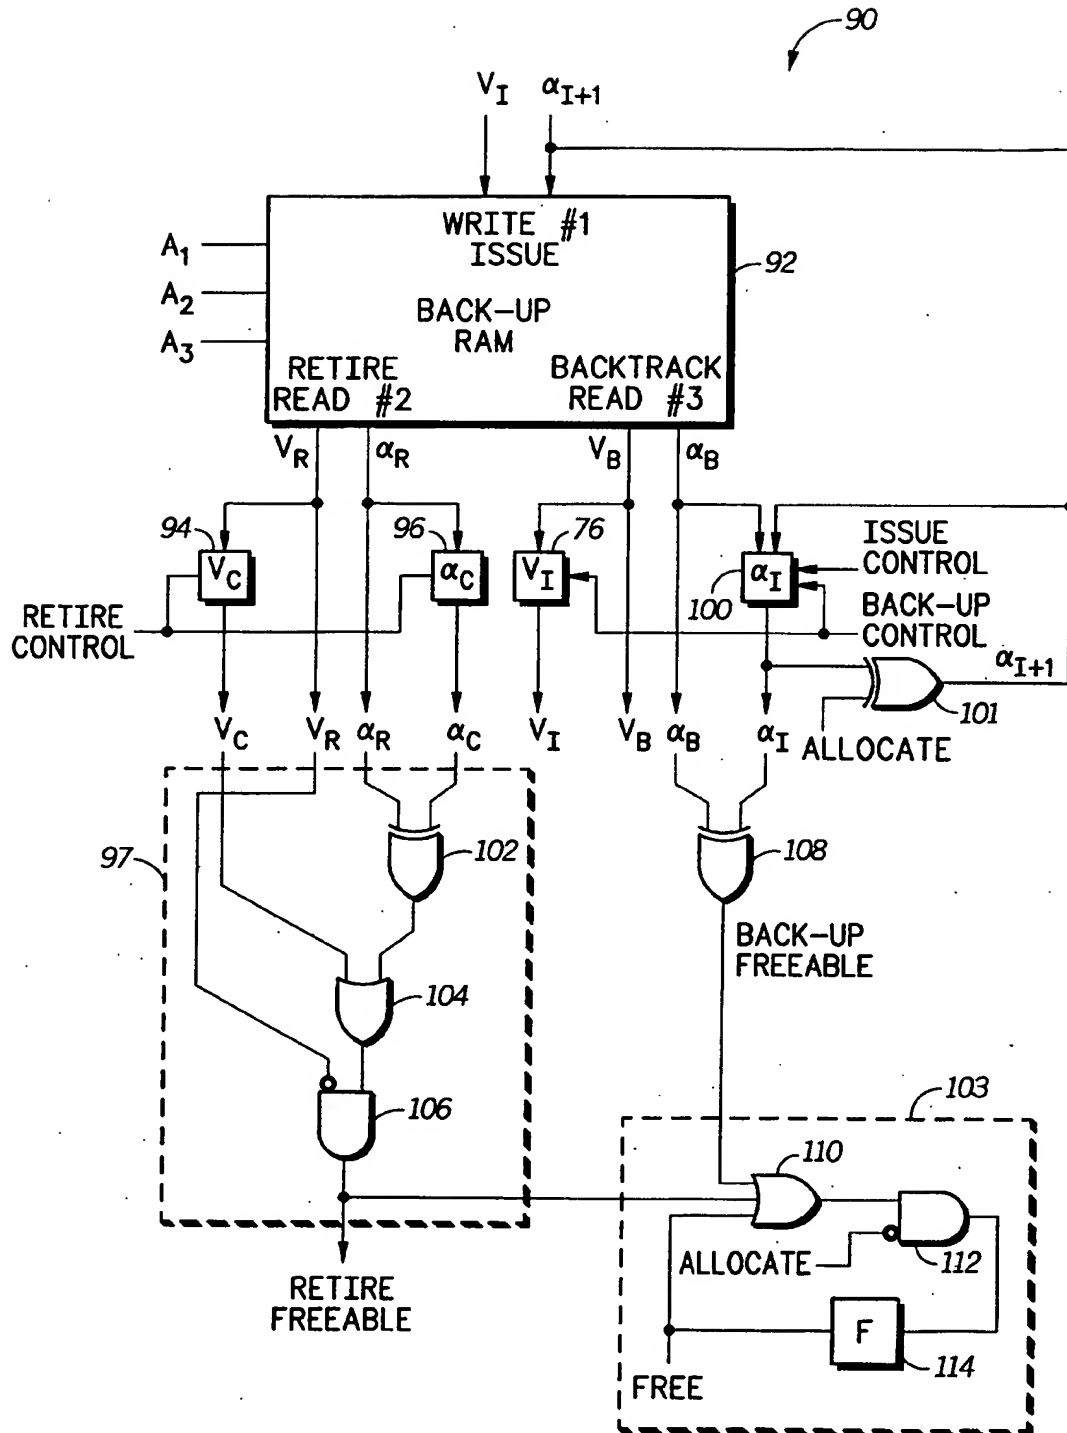 90
V_I α_{I+1}
WRITE #1
ISSUE
92
A_1
A_2
A_3
BACK-UP
RAM
RETIRE
READ #2
BACKTRACK
READ #3
V_R α_R V_B α_B
94 96 76
V_C α_C V_I α_I
100
ISSUE
CONTROL
BACK-UP
CONTROL
RETIRE
CONTROL
α_{I+1}
101
V_C V_R α_R α_C V_I V_B α_B α_I
ALLOCATE
97
102
108
BACK-UP
FREEABLE
104
106
103
110
ALLOCATE
112
RETIRE
FREEABLE
F
114
FREE